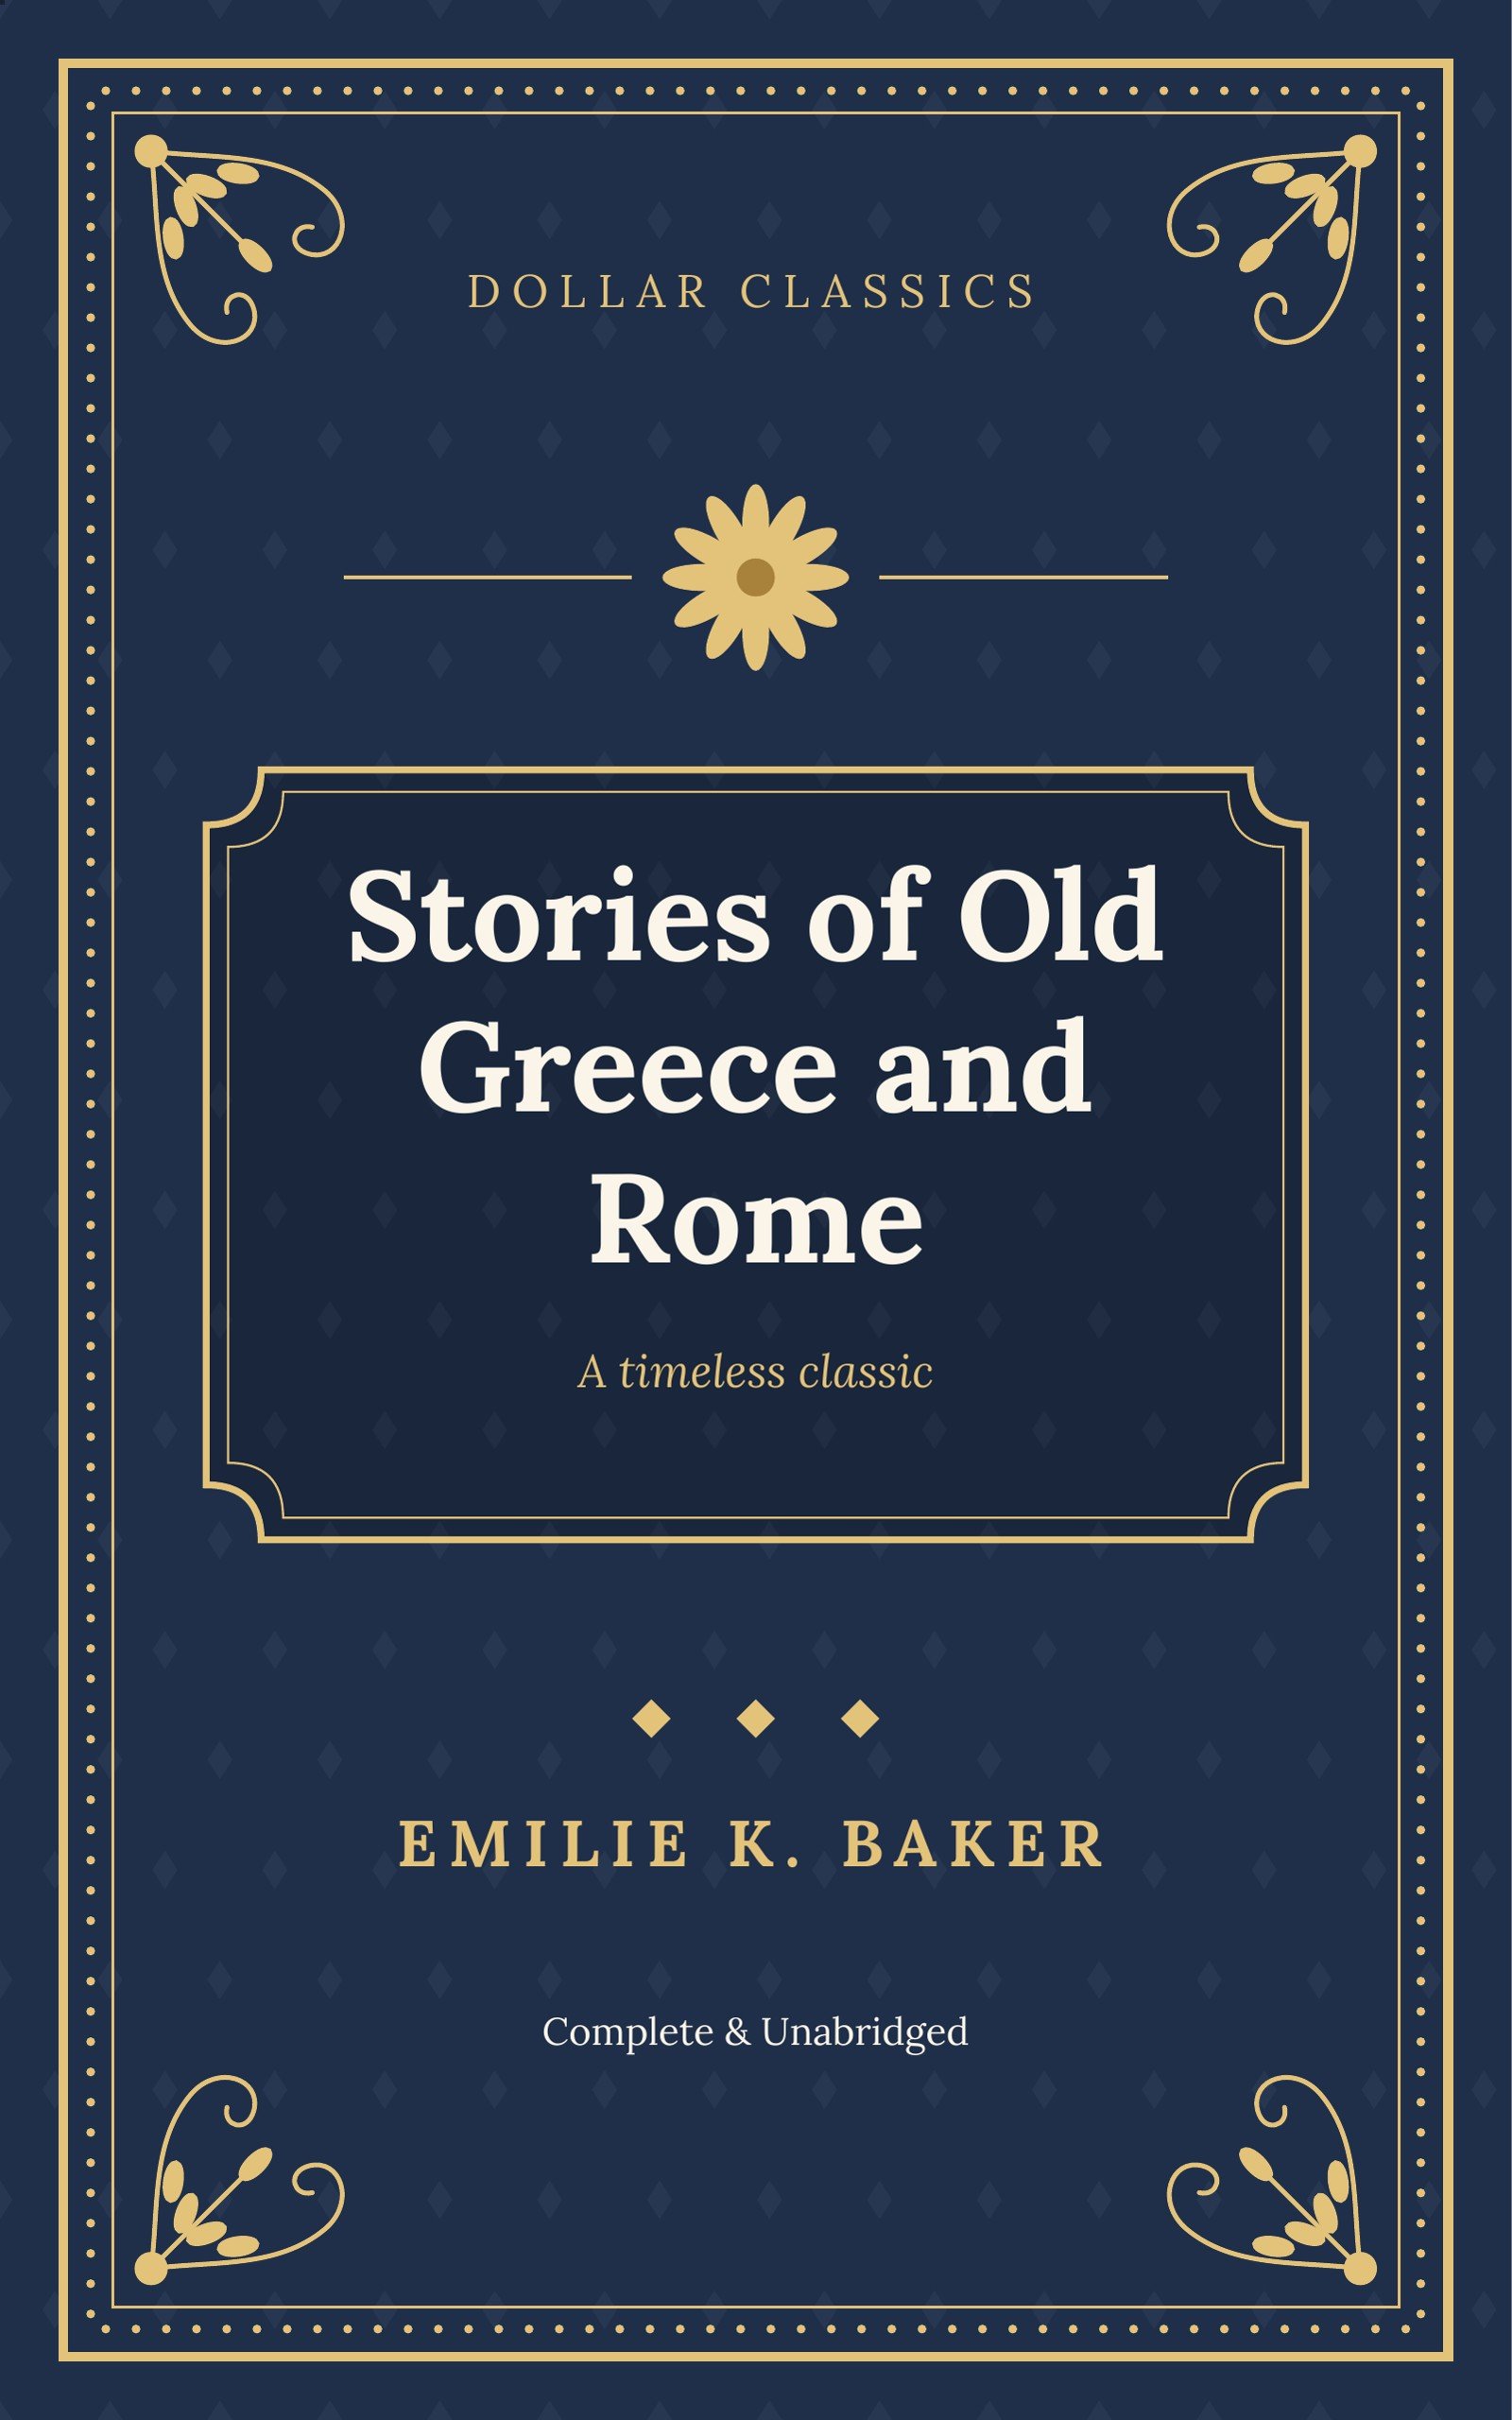 DOLLAR CLASSICS
Stories of Old
Greece and
Rome
A timeless classic
EMILIE K. BAKER
Complete & Unabridged